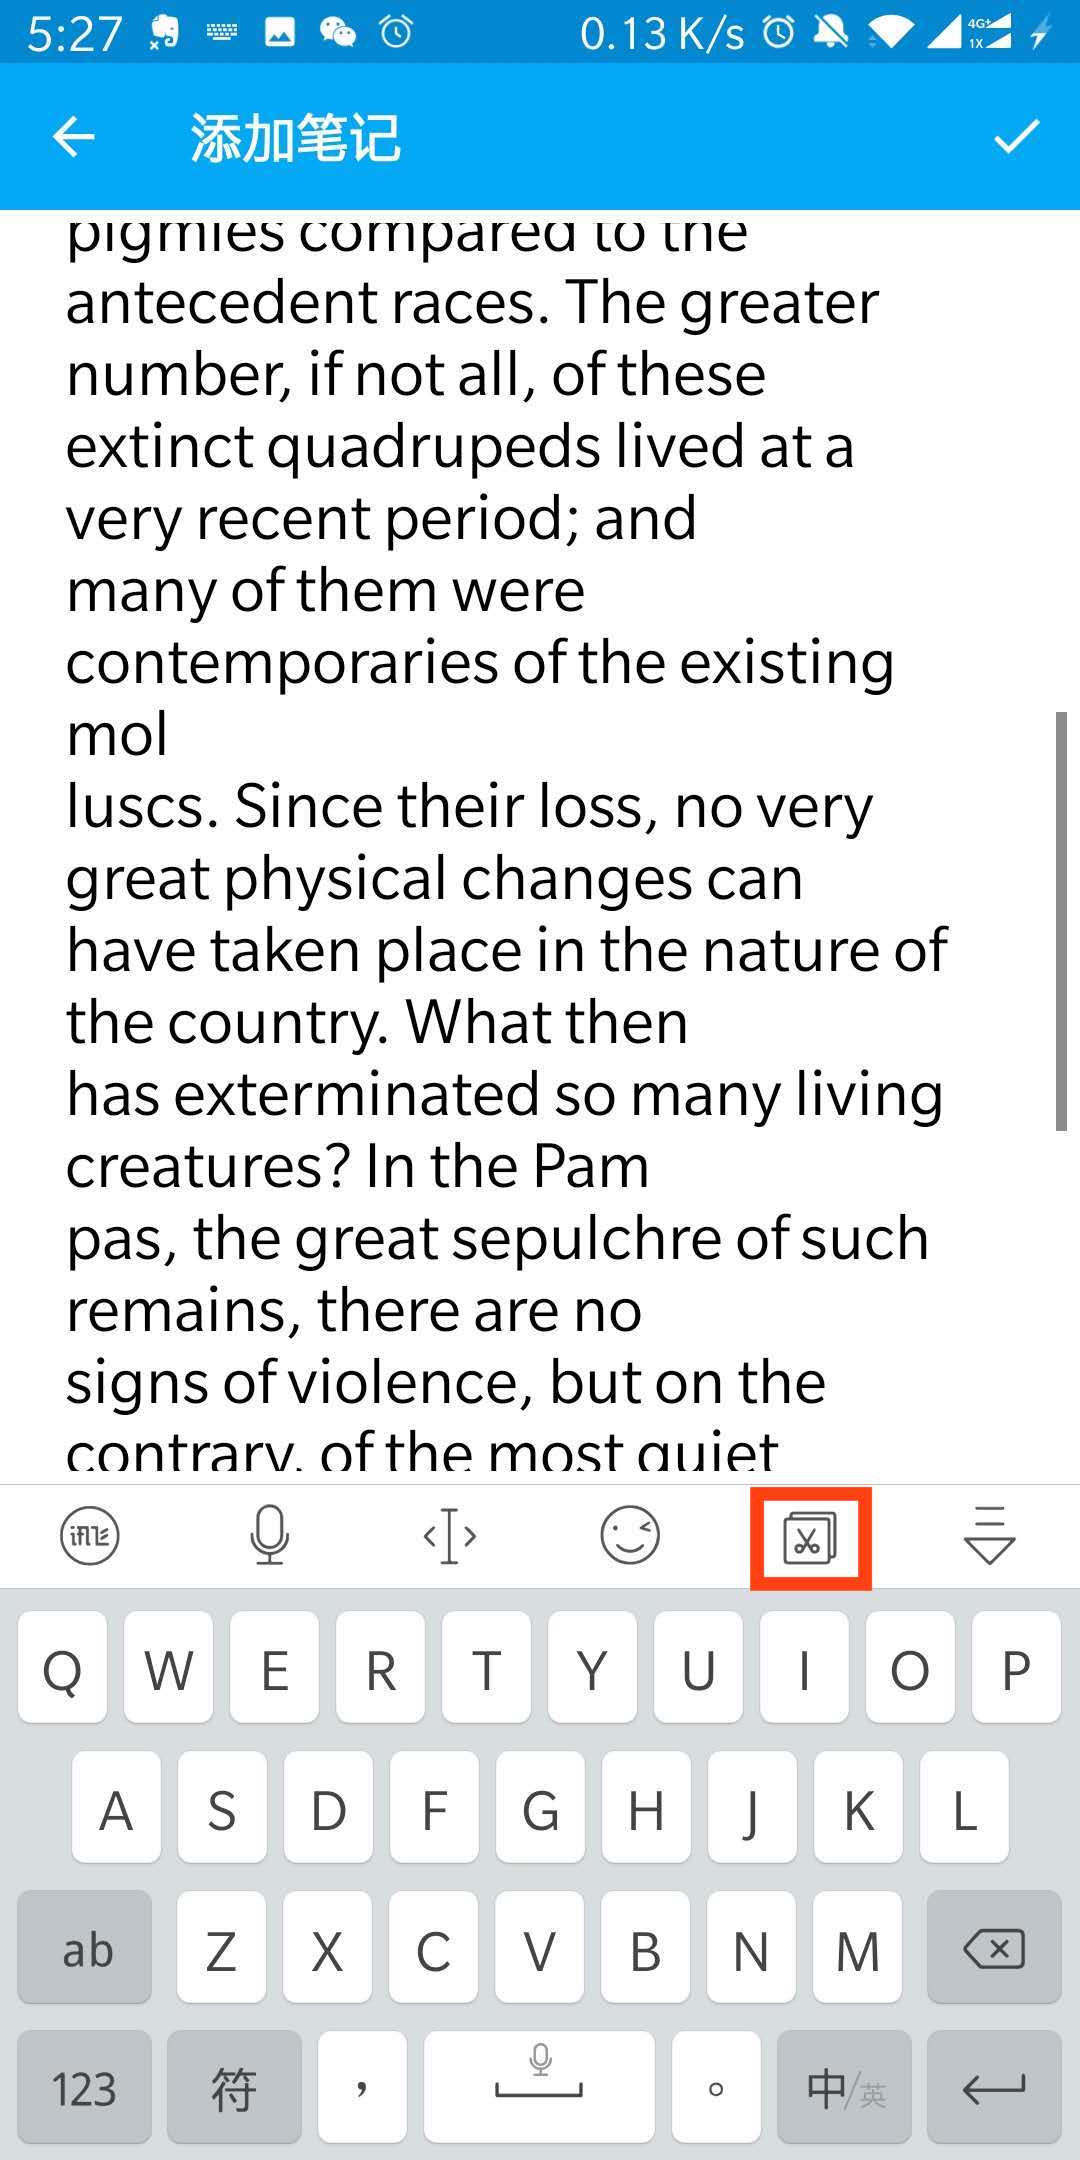 5:27
0.13 K/s
4G+
1X
添加笔记
pigmies compared to the
antecedent races. The greater
number, if not all, of these
extinct quadrupeds lived at a
very recent period; and
many of them were
contemporaries of the existing
mol
luscs. Since their loss, no very
great physical changes can
have taken place in the nature of
the country. What then
has exterminated so many living
creatures? In the Pam
pas, the great sepulchre of such
remains, there are no
signs of violence, but on the
contrary, of the most quiet
Q W E R T Y U I O P
A S D F G H J K L
ab Z X C V B N M
123 符 ， 。 中/英